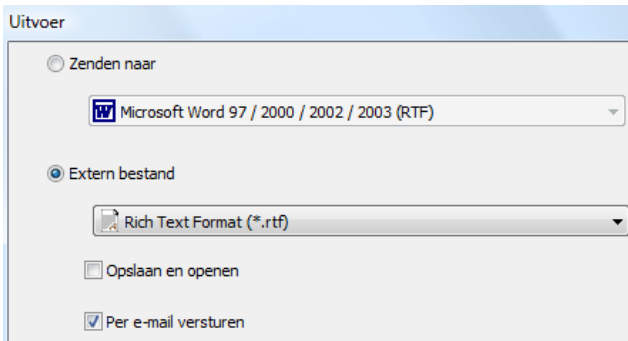 Uitvoer
Zenden naar
Microsoft Word 97 / 2000 / 2002 / 2003 (RTF)
Extern bestand
Rich Text Format (*.rtf)
Opslaan en openen
Per e-mail versturen